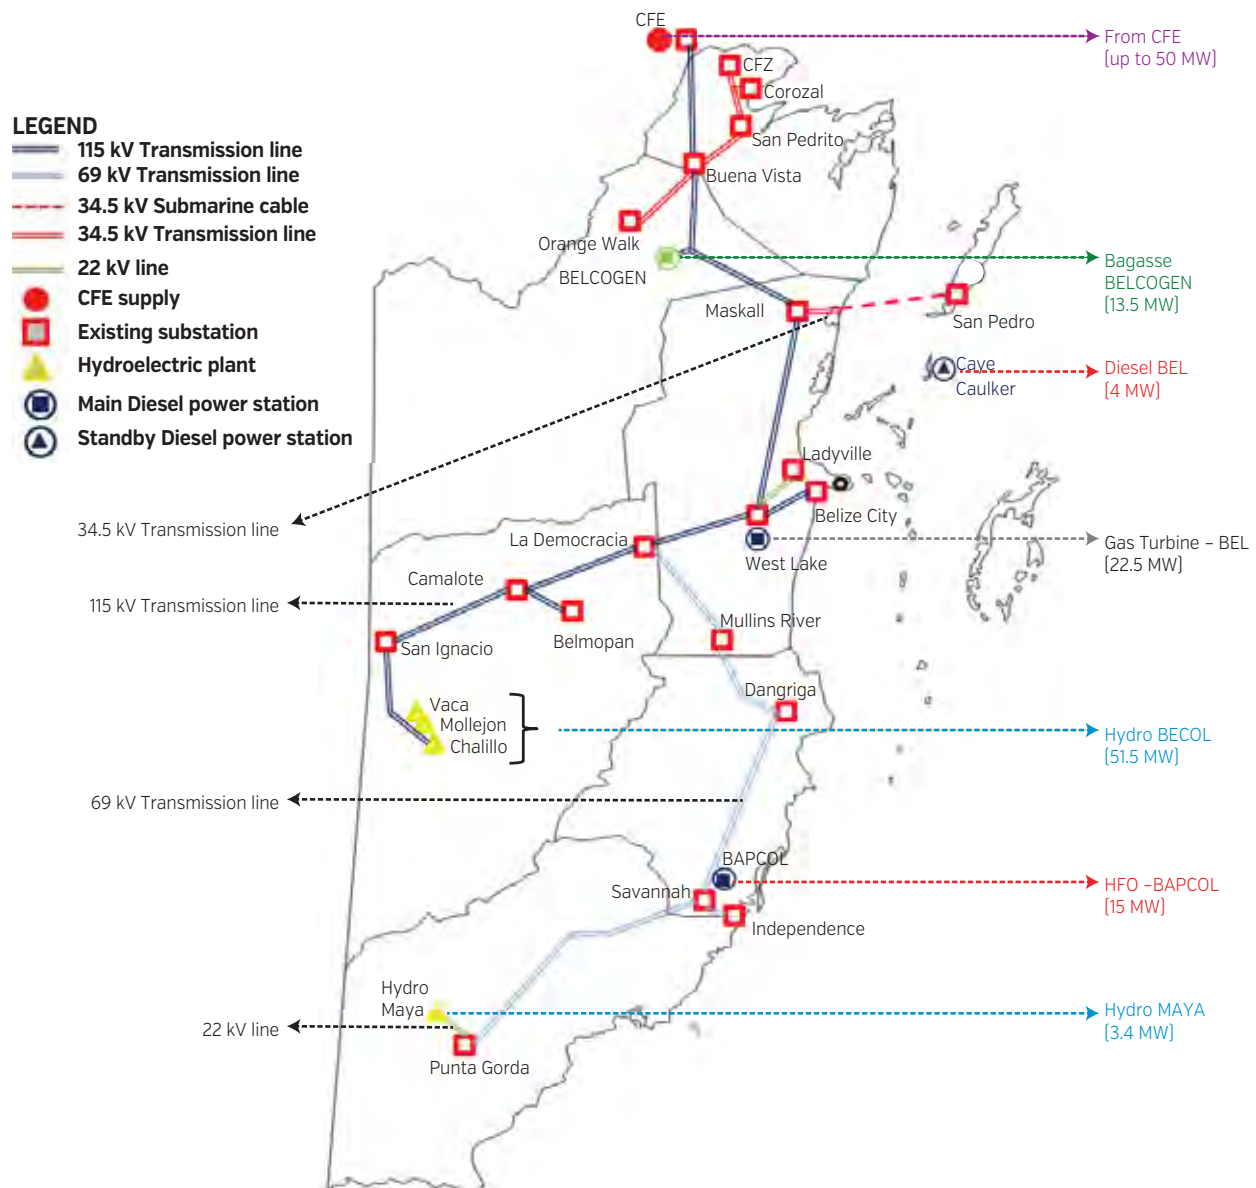 CFE
From CFE
(up to 50 MW)
CFZ
Corozal
LEGEND
115 kV Transmission line
69 kV Transmission line
34.5 kV Submarine cable
34.5 kV Transmission line
22 kV line
CFE supply
Existing substation
Hydroelectric plant
Main Diesel power station
Standby Diesel power station
San Pedrito
Buena Vista
Orange Walk
BELCOGEN
Bagasse
BELCOGEN
(13.5 MW)
Maskall
San Pedro
Caye
Caulker
Diesel BEL
(4 MW)
Ladyville
Belize City
34.5 kV Transmission line
La Democracia
West Lake
Gas Turbine – BEL
(22.5 MW)
Camalote
115 kV Transmission line
Belmopan
Mullins River
San Ignacio
Dangriga
Vaca
Mollejon
Chalillo
Hydro BECOL
(51.5 MW)
69 kV Transmission line
BAPCOL
Savannah
HFO –BAPCOL
(15 MW)
Independence
Hydro
Maya
22 kV line
Hydro MAYA
(3.4 MW)
Punta Gorda